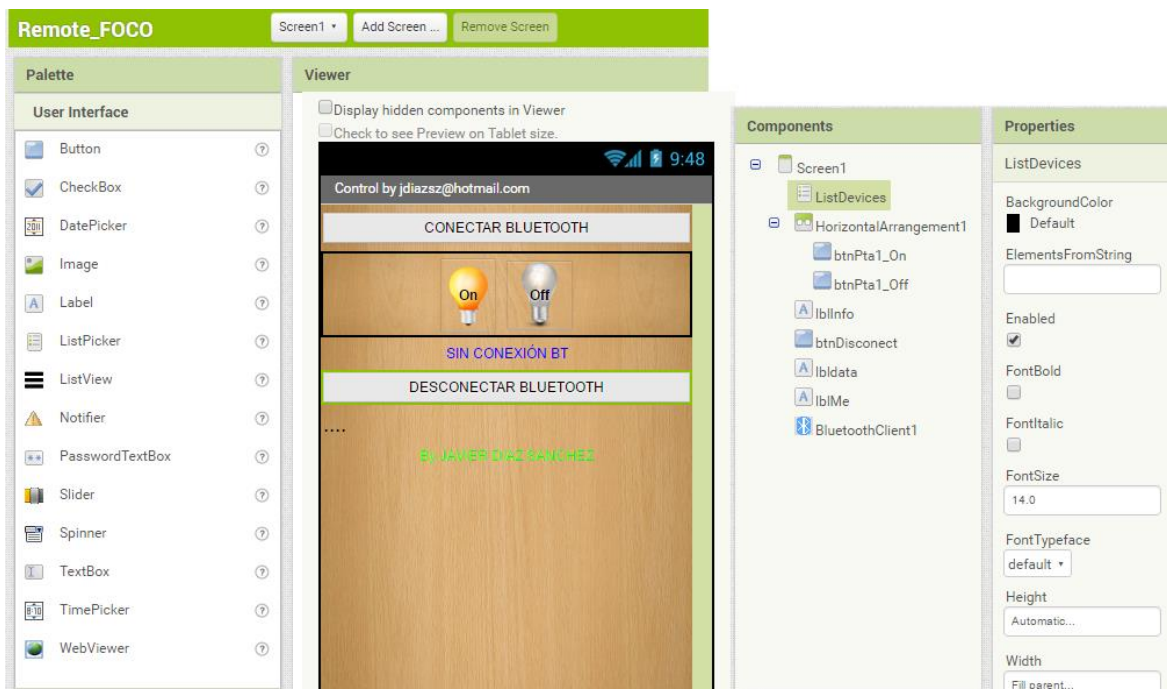 Remote_FOCO
Screen1
Add Screen ...
Remove Screen
Palette
User Interface
Button
CheckBox
DatePicker
Image
Label
ListPicker
ListView
Notifier
PasswordTextBox
Slider
Spinner
TextBox
TimePicker
WebViewer
Viewer
Display hidden components in Viewer
Check to see Preview on Tablet size.
9:48
Control by jdiazsz@hotmail.com
CONECTAR BLUETOOTH
On
Off
SIN CONEXIÓN BT
DESCONECTAR BLUETOOTH
....
By JAVIER DIAZ SANCHEZ
Components
Screen1
ListDevices
HorizontalArrangement1
btnPta1_On
btnPta1_Off
lblInfo
btnDisconect
lbldata
lblMe
BluetoothClient1
Properties
ListDevices
BackgroundColor
Default
ElementsFromString
Enabled
FontBold
FontItalic
FontSize
14.0
FontTypeface
default
Height
Automatic...
Width
Fill parent...